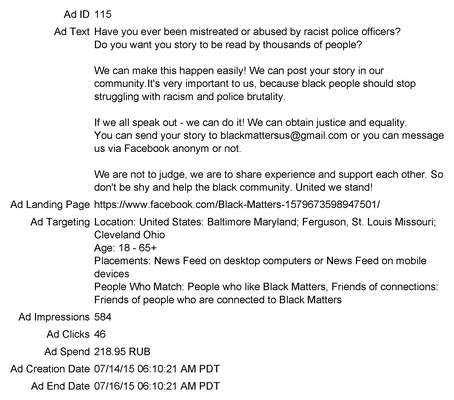 Ad ID 115
Ad Text Have you ever been mistreated or abused by racist police officers?
Do you want you story to be read by thousands of people?
We can make this happen easily! We can post your story in our
community.It's very important to us, because black people should stop
struggling with racism and police brutality.
If we all speak out - we can do it! We can obtain justice and equality.
You can send your story to blackmattersus@gmail.com or you can message
us via Facebook anonym or not.
We are not to judge, we are to share experience and support each other. So
don't be shy and help the black community. United we stand!
Ad Landing Page https://www.facebook.com/Black-Matters-1579673598947501/
Ad Targeting Location: United States: Baltimore Maryland; Ferguson, St. Louis Missouri;
Cleveland Ohio
Age: 18 - 65+
Placements: News Feed on desktop computers or News Feed on mobile
devices
People Who Match: People who like Black Matters, Friends of connections:
Friends of people who are connected to Black Matters
Ad Impressions 584
Ad Clicks 46
Ad Spend 218.95 RUB
Ad Creation Date 07/14/15 06:10:21 AM PDT
Ad End Date 07/16/15 06:10:21 AM PDT